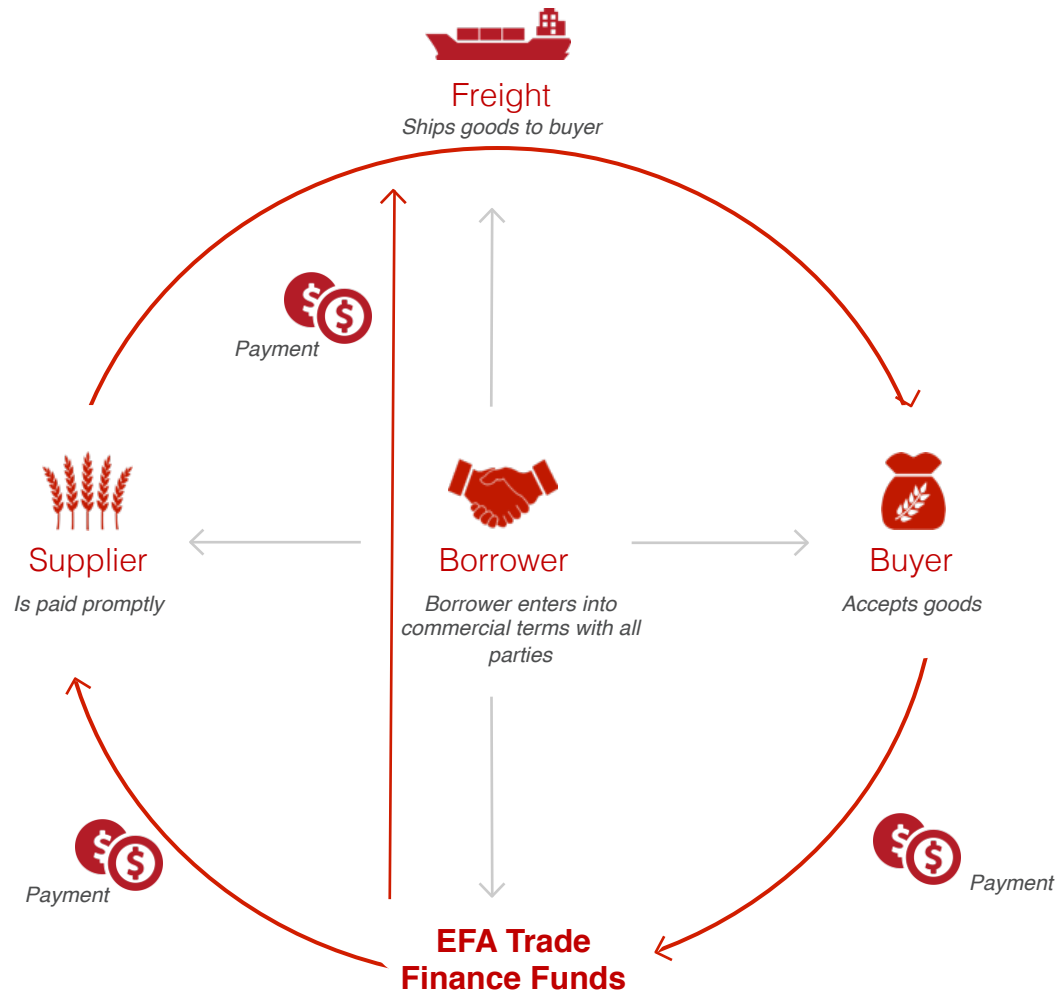 Freight
Ships goods to buyer
Payment
Supplier
Is paid promptly
Borrower
Borrower enters into
commercial terms with all
parties
Buyer
Accepts goods
Payment
Payment
EFA Trade
Finance Funds